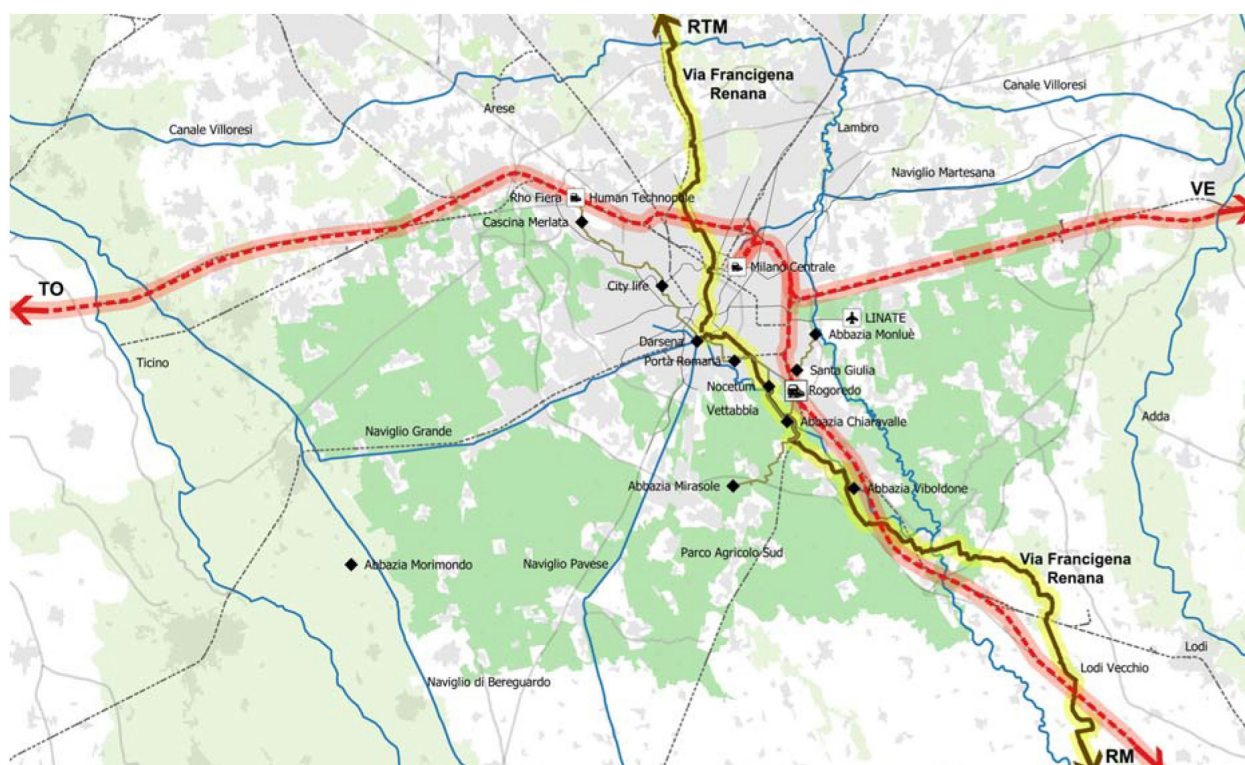 RTM
Via Francigena
Renana
Arese
Canale Villoresi
Canale Villoresi
Lambro
Naviglio Martesana
VE
Rho Fiera
Human Technopole
Cascina Merlata
Milano Centrale
City life
TO
LINATE
Abbazia Monluè
Darsena
Ticino
Porta Romana
Santa Giulia
Nocetum
Rogoredo
Vettabbia
Abbazia Chiaravalle
Adda
Naviglio Grande
Abbazia Mirasole
Abbazia Viboldone
Parco Agricolo Sud
Abbazia Morimondo
Naviglio Pavese
Via Francigena
Renana
Lodi
Lodi Vecchio
Naviglio di Bereguardo
RM